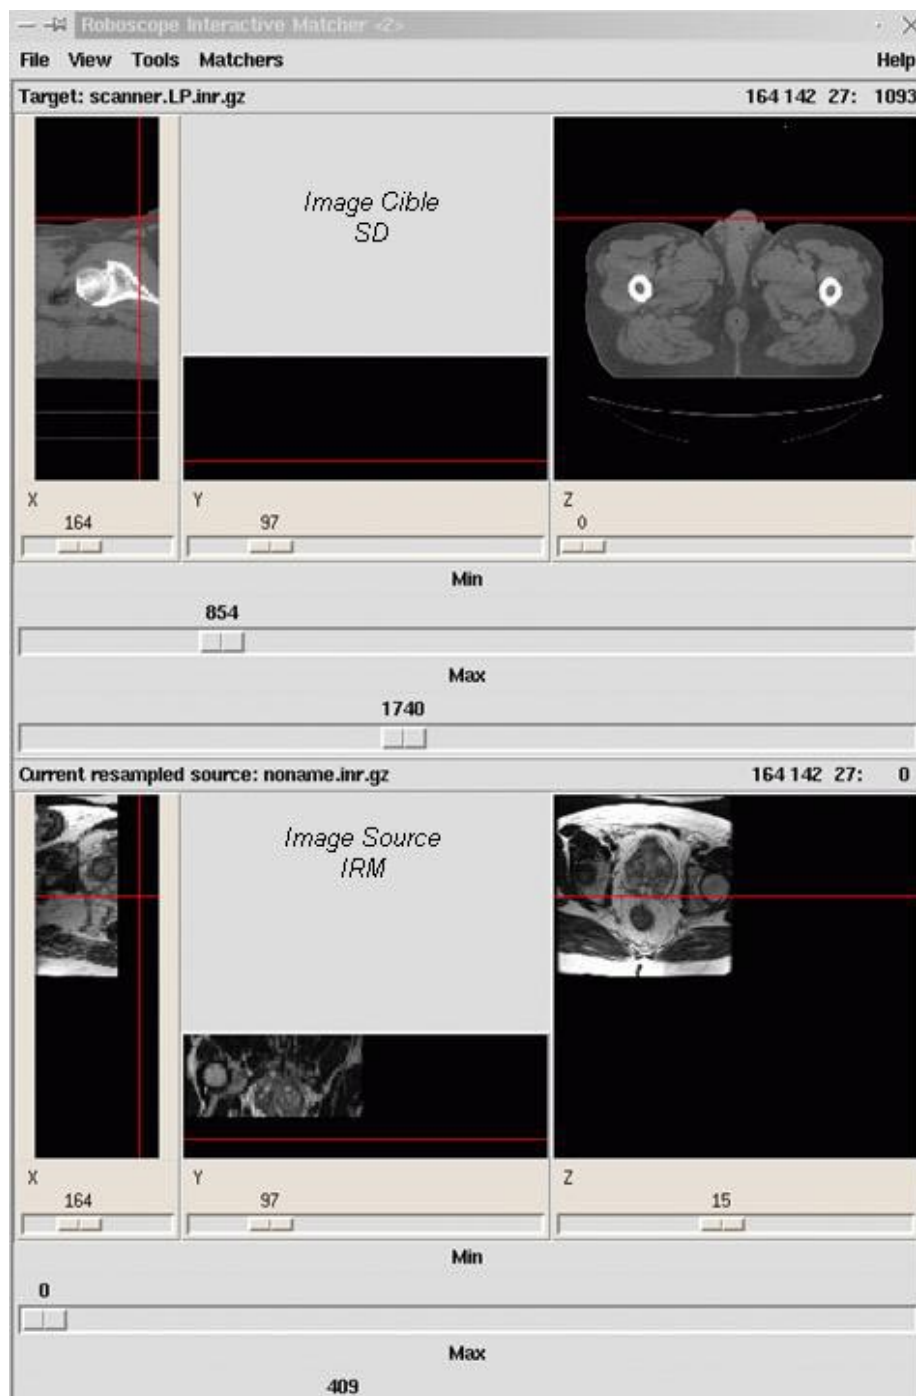 Roboscope Interactive Matcher <2>
File View Tools Matchers Help
Target: scanner.LP.inr.gz 164 142 27: 1093
Image Cible
SD
X Y Z
164 97 0
Min
854
Max
1740
Current resampled source: noname.inr.gz 164 142 27: 0
Image Source
IRM
X Y Z
164 97 15
Min
0
Max
409